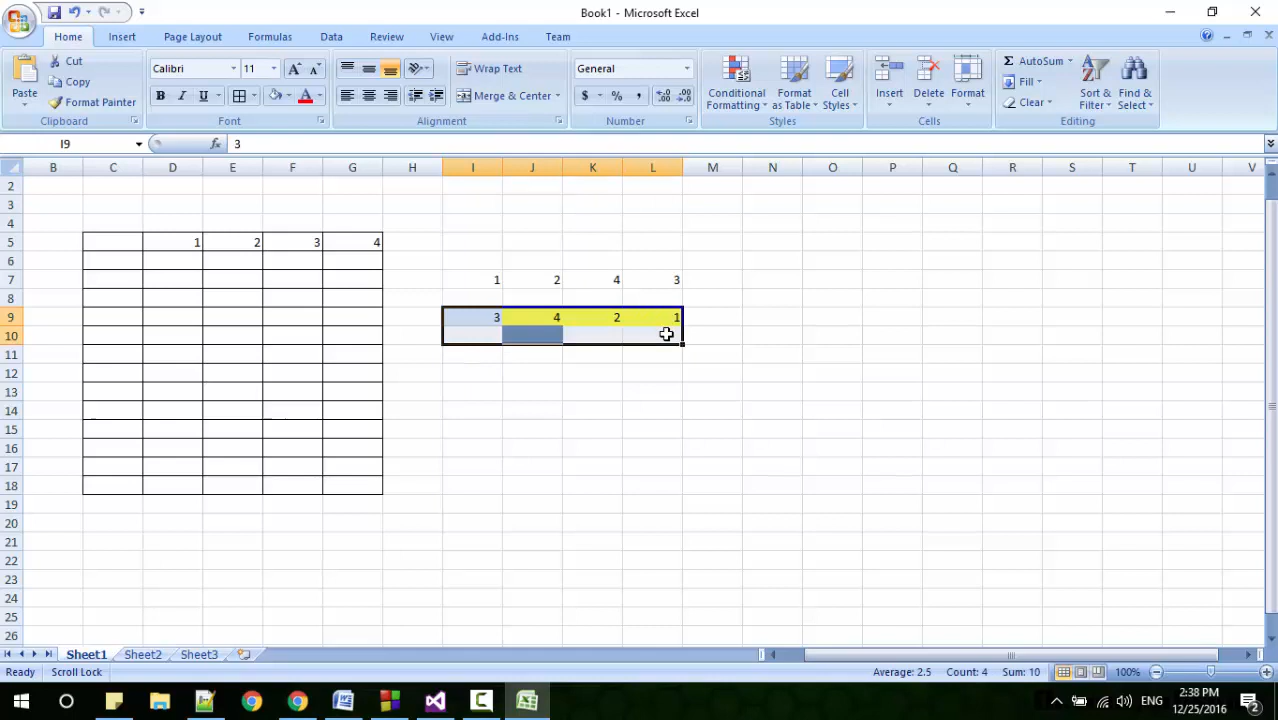 Book1 - Microsoft Excel
Home Insert Page Layout Formulas Data Review View Add-Ins Team
Paste Cut Copy Format Painter Clipboard
Calibri 11 B I U A Font
Wrap Text Merge & Center Alignment
General $ % , Number
Conditional Formatting Format as Table Cell Styles Styles
Insert Delete Format Cells
Σ AutoSum Fill Clear Sort & Filter Find & Select Editing
I9 fx 3
B C D E F G H I J K L M N O P Q R S T U V
2
3
4
5 1 2 3 4
6
7 1 2 4 3
8
9 3 4 2 1
10
11
12
13
14
15
16
17
18
19
20
21
22
23
24
25
26
Sheet1 Sheet2 Sheet3
Ready Scroll Lock Average: 2.5 Count: 4 Sum: 10 100%
ENG 2:38 PM
12/25/2016 2